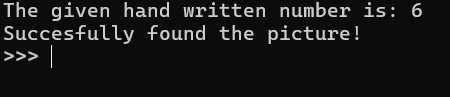 The given hand written number is: 6
Succesfully found the picture!
>>>